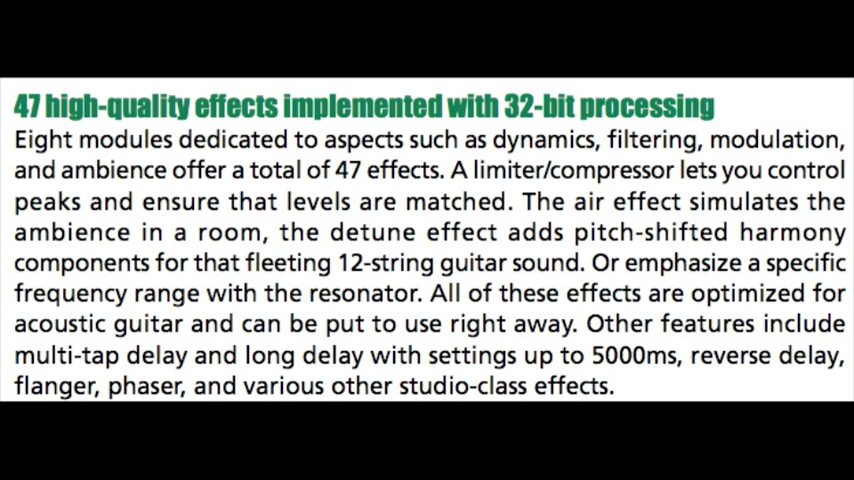 47 high-quality effects implemented with 32-bit processing
Eight modules dedicated to aspects such as dynamics, filtering, modulation,
and ambience offer a total of 47 effects. A limiter/compressor lets you control
peaks and ensure that levels are matched. The air effect simulates the
ambience in a room, the detune effect adds pitch-shifted harmony
components for that fleeting 12-string guitar sound. Or emphasize a specific
frequency range with the resonator. All of these effects are optimized for
acoustic guitar and can be put to use right away. Other features include
multi-tap delay and long delay with settings up to 5000ms, reverse delay,
flanger, phaser, and various other studio-class effects.